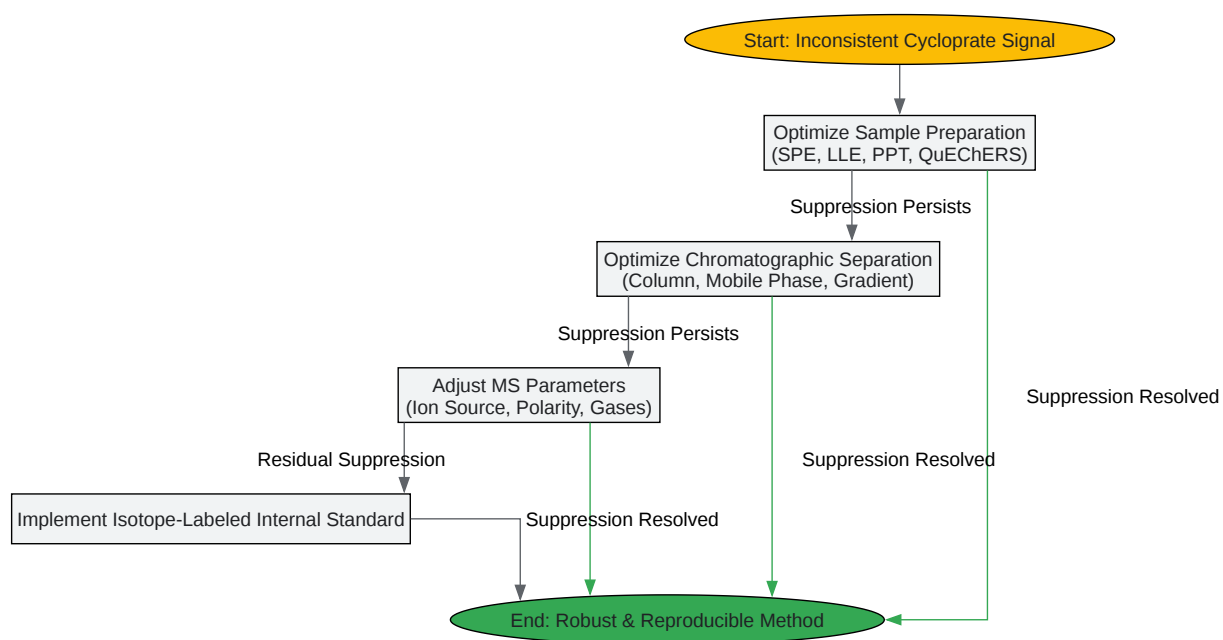 Start: Inconsistent Cycloprate Signal
Optimize Sample Preparation
(SPE, LLE, PPT, QuEChERS)
Suppression Persists
Optimize Chromatographic Separation
(Column, Mobile Phase, Gradient)
Suppression Persists
Adjust MS Parameters
(Ion Source, Polarity, Gases)
Suppression Resolved
Residual Suppression
Suppression Resolved
Implement Isotope-Labeled Internal Standard
Suppression Resolved
End: Robust & Reproducible Method